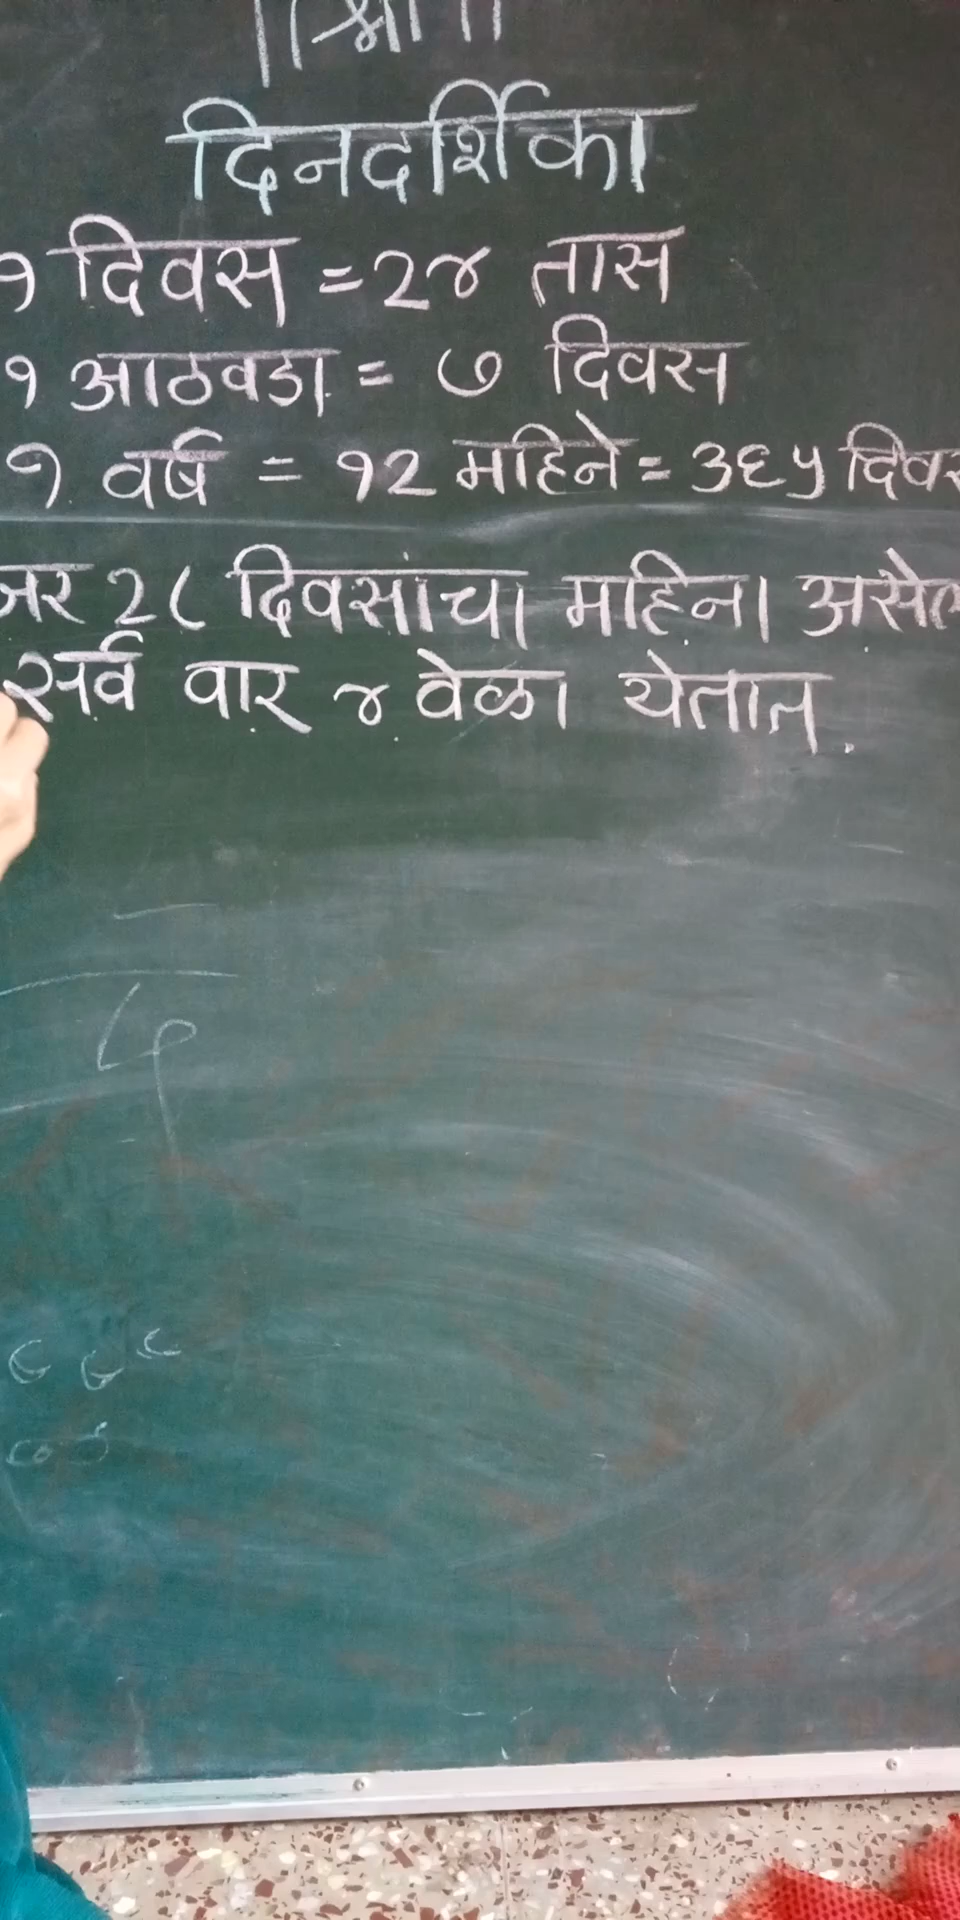 ॥श्री॥
दिनदर्शिका
१ दिवस = २४ तास
१ आठवडा = ७ दिवस
१ वर्ष = १२ महिने = ३६५ दिवस
जर २८ दिवसांचा महिना असेल
सर्व वार ४ वेळा येतात.